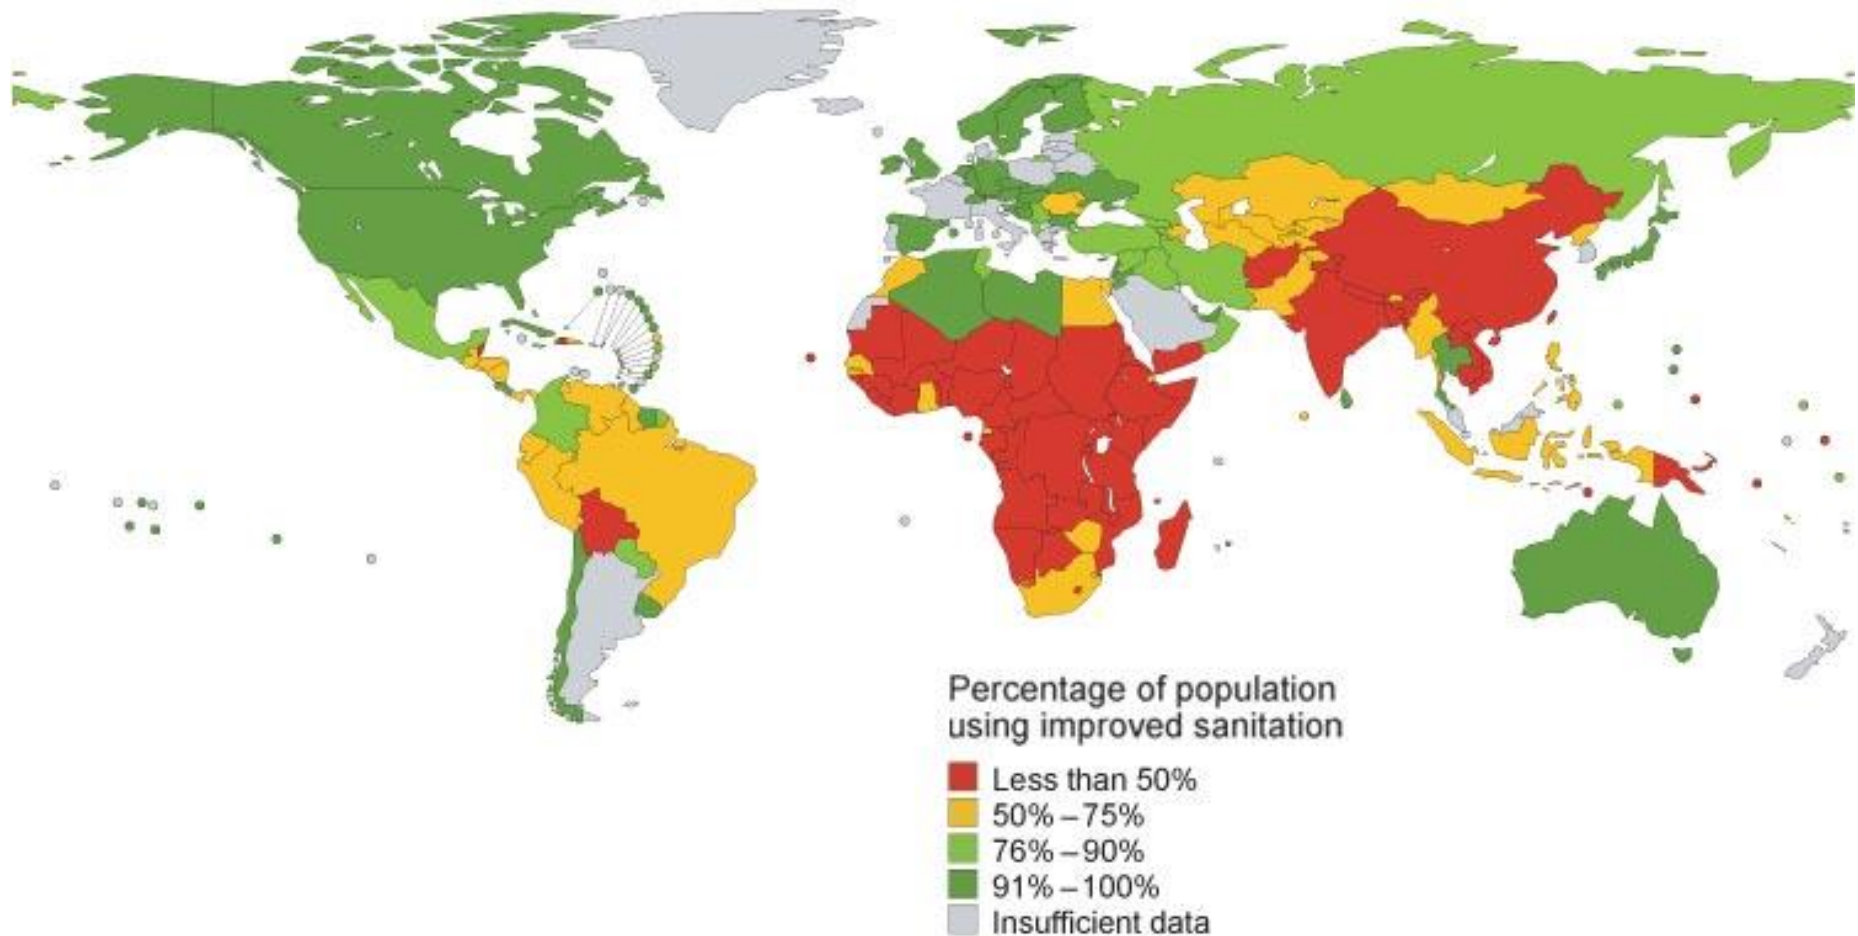 Percentage of population
using improved sanitation
Less than 50%
50% – 75%
76% – 90%
91% – 100%
Insufficient data